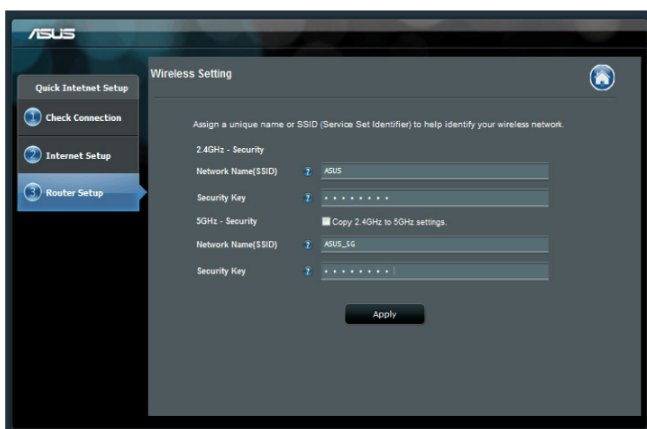 ASUS
Quick Intetnet Setup
1 Check Connection
2 Internet Setup
3 Router Setup
Wireless Setting
Assign a unique name or SSID (Service Set Identifier) to help identify your wireless network.
2.4GHz - Security
Network Name(SSID) ? ASUS
Security Key ? ••••••••
5GHz - Security Copy 2.4GHz to 5GHz settings.
Network Name(SSID) ? ASUS_5G
Security Key ? ••••••••
Apply